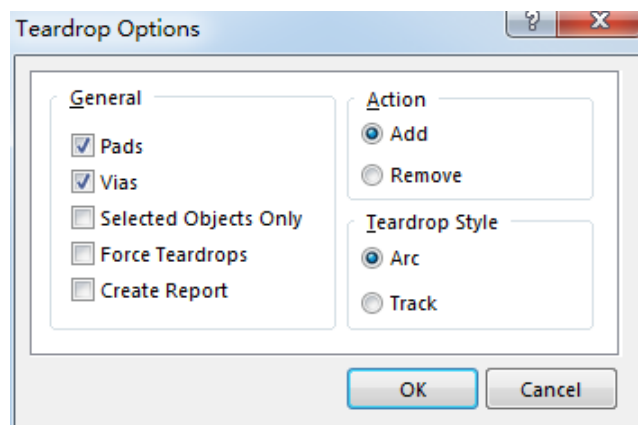 Teardrop Options
General
Pads
Vias
Selected Objects Only
Force Teardrops
Create Report
Action
Add
Remove
Teardrop Style
Arc
Track
OK
Cancel